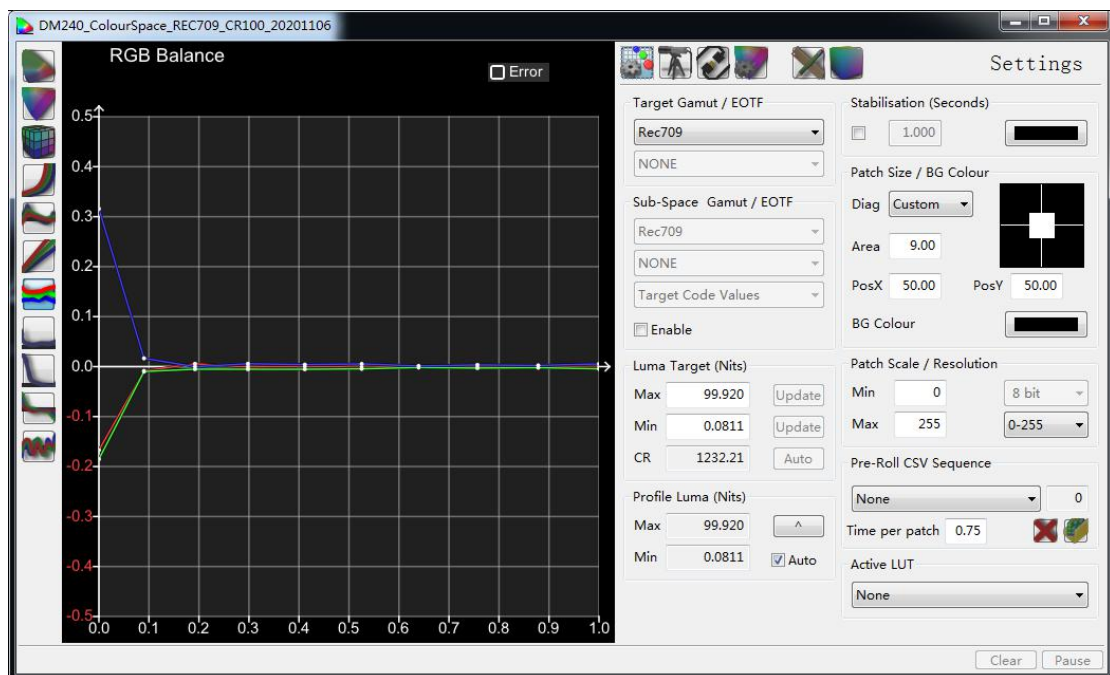 DM240_ColourSpace_REC709_CR100_20201106
RGB Balance
Error
0.5
0.4
0.3
0.2
0.1
0.0
-0.1
-0.2
-0.3
-0.4
-0.5
0.0 0.1 0.2 0.3 0.4 0.5 0.6 0.7 0.8 0.9 1.0
Settings
Target Gamut / EOTF
Rec709
NONE
Sub-Space Gamut / EOTF
Rec709
NONE
Target Code Values
Enable
Luma Target (Nits)
Max 99.920 Update
Min 0.0811 Update
CR 1232.21 Auto
Profile Luma (Nits)
Max 99.920 ^
Min 0.0811 Auto
Stabilisation (Seconds)
1.000
Patch Size / BG Colour
Diag Custom
Area 9.00
PosX 50.00 PosY 50.00
BG Colour
Patch Scale / Resolution
Min 0 8 bit
Max 255 0-255
Pre-Roll CSV Sequence
None 0
Time per patch 0.75
Active LUT
None
Clear Pause